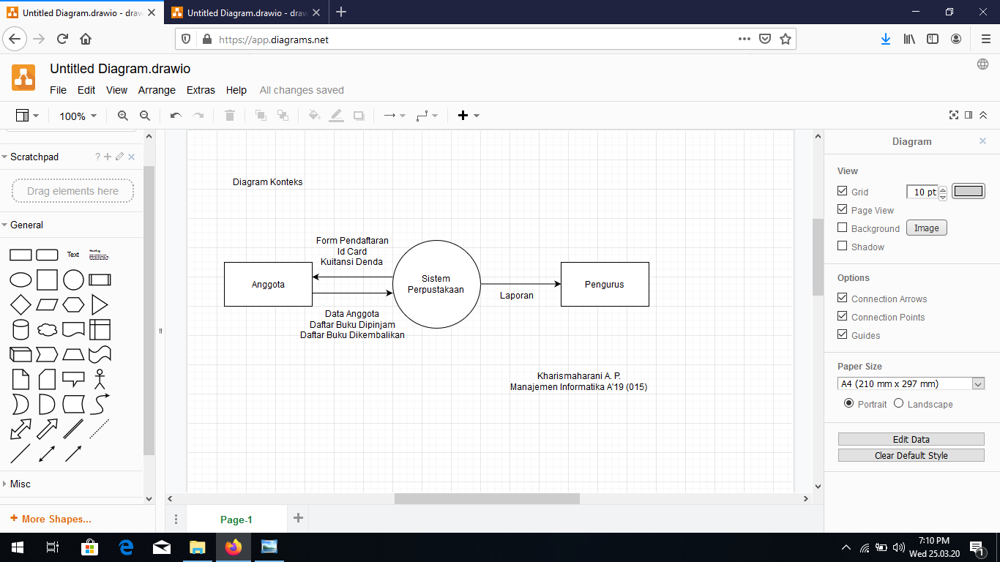 Untitled Diagram.drawio - draw
Untitled Diagram.drawio - draw
https://app.diagrams.net
Untitled Diagram.drawio
File Edit View Arrange Extras Help All changes saved
100%
Scratchpad ?
Drag elements here
General
Text
Heading
Misc
+ More Shapes...
Diagram Konteks
Form Pendaftaran
Id Card
Kuitansi Denda
Anggota
Sistem
Perpustakaan
Pengurus
Laporan
Data Anggota
Daftar Buku Dipinjam
Daftar Buku Dikembalikan
Kharismaharani A. P.
Manajemen Informatika A'19 (015)
Page-1
Diagram
View
Grid 10 pt
Page View
Background Image
Shadow
Options
Connection Arrows
Connection Points
Guides
Paper Size
A4 (210 mm x 297 mm)
Portrait Landscape
Edit Data
Clear Default Style
7:10 PM
Wed 25.03.20
1